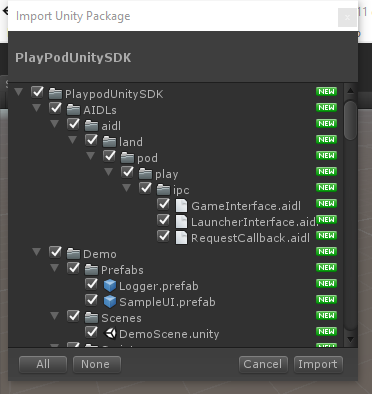 Import Unity Package
x
11
PlayPodUnitySDK
PlaypodUnitySDK NEW
AIDLs NEW
aidl NEW
land NEW
pod NEW
play NEW
ipc NEW
GameInterface.aidl NEW
LauncherInterface.aidl NEW
RequestCallback.aidl NEW
Demo NEW
Prefabs NEW
Logger.prefab NEW
SampleUI.prefab NEW
Scenes NEW
DemoScene.unity NEW
All None Cancel Import